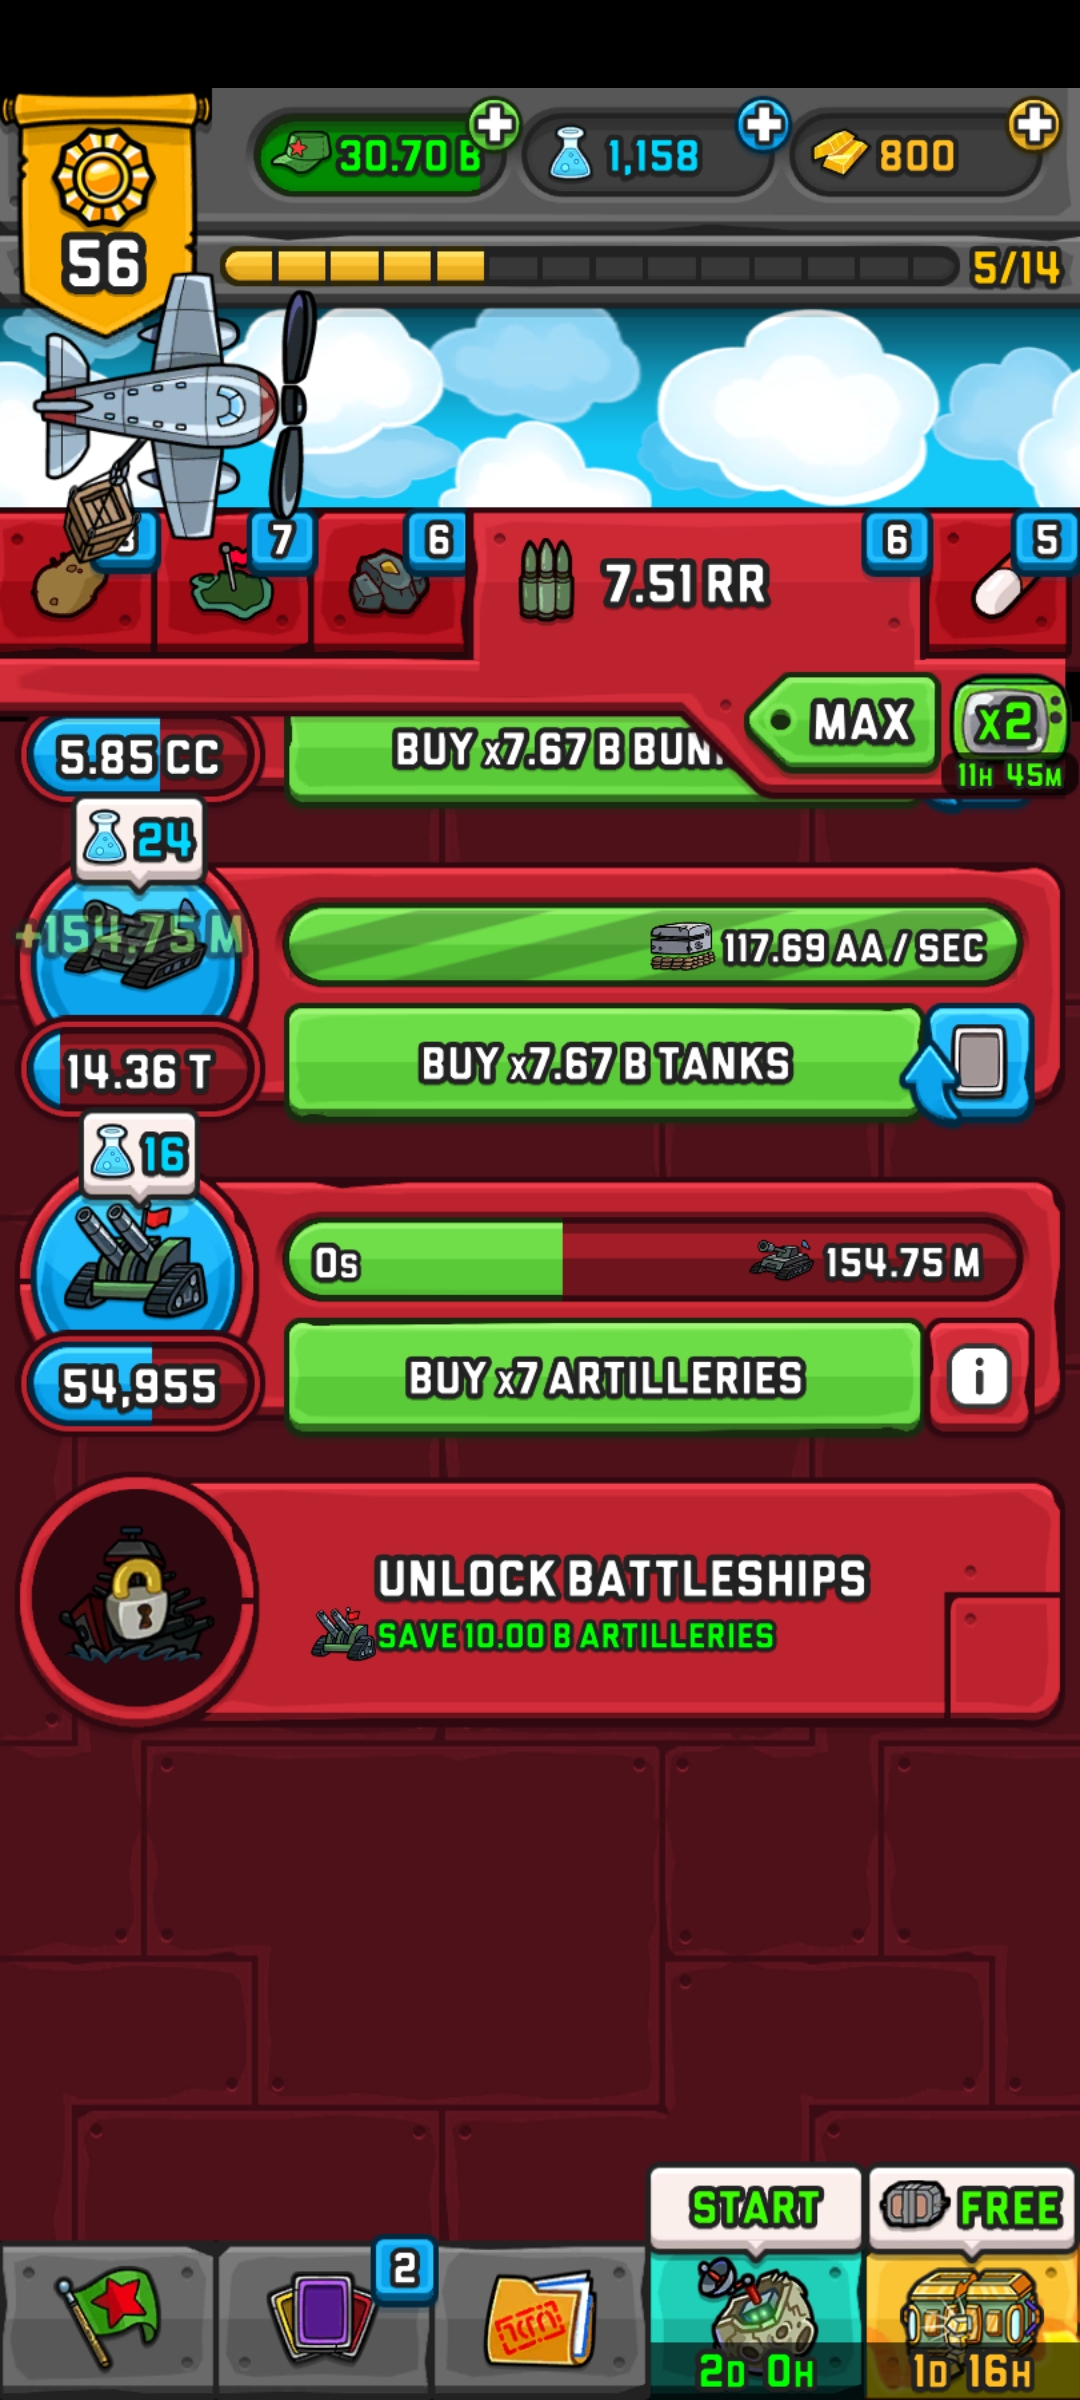 56
30.70 B
1,158
800
5/14
7
6
7.51 RR
6
5
MAX
x2
11H 45M
5.85 CC
24
+154.75 M
117.69 AA / SEC
14.36 T
BUY x7.67 B TANKS
16
0s
154.75 M
54,955
BUY x7 ARTILLERIES
i
UNLOCK BATTLESHIPS
SAVE 10.00 B ARTILLERIES
START
FREE
2
2D 0H
1D 16H
BUY x7.67 B